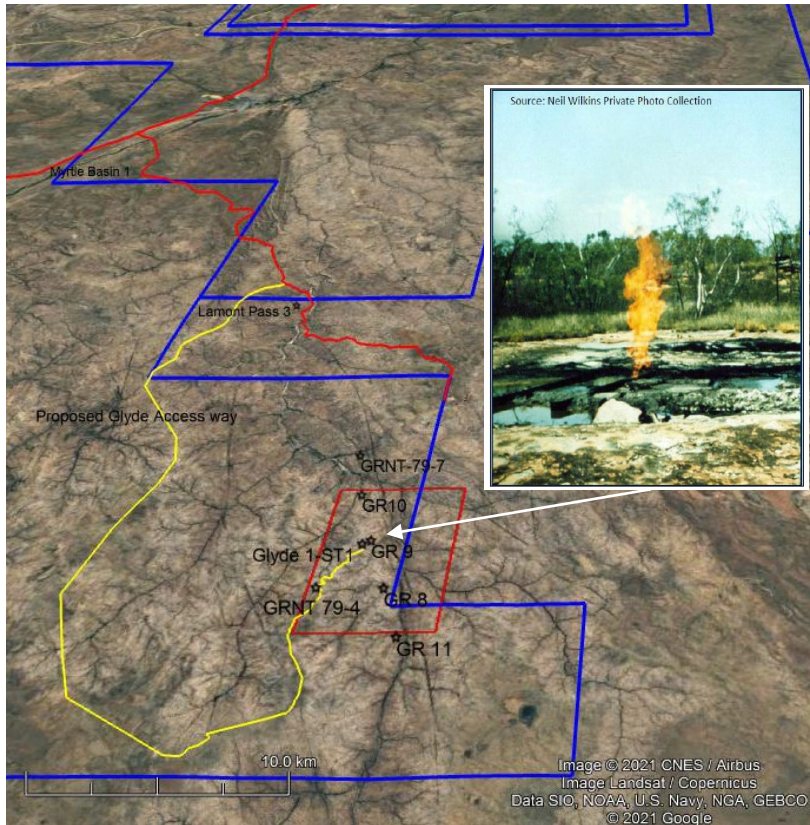 Source: Neil Wilkins Private Photo Collection
Myrtle Basin 1
Lamont Pass 3
Proposed Glyde Access way
GRNT-79-7
GR10
Glyde 1-ST1
GR 9
GRNT 79-4
GR 8
GR 11
10.0 km
Image © 2021 CNES / Airbus
Image Landsat / Copernicus
Data SIO, NOAA, U.S. Navy, NGA, GEBCO
© 2021 Google